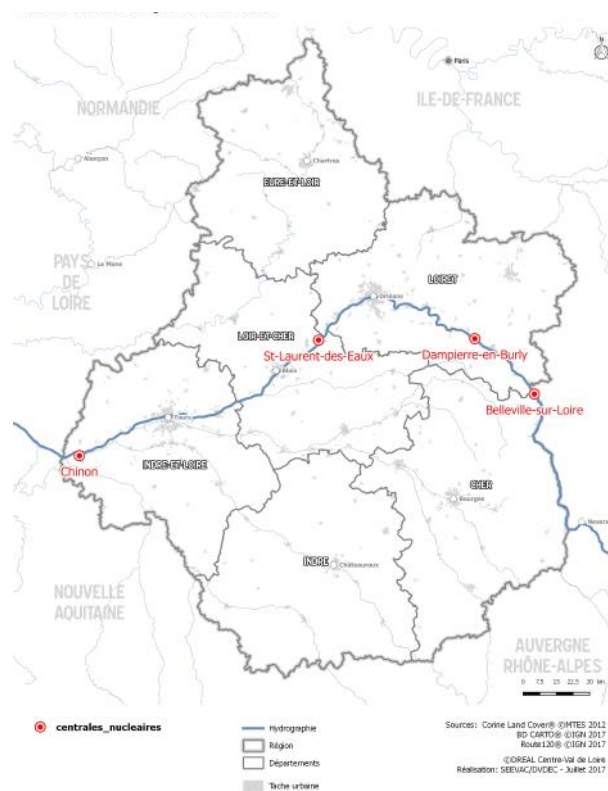 Paris
NORMANDIE
ILE-DE-FRANCE
Alençon
Chartres
EURE-ET-LOIR
PAYS
DE
LOIRE
Le Mans
LOIRET
Orléans
LOIR-ET-CHER
St-Laurent-des-Eaux
Dampierre-en-Burly
Blois
Belleville-sur-Loire
Tours
Chinon
INDRE-ET-LOIRE
CHER
Bourges
Nevers
INDRE
Châteauroux
NOUVELLE
AQUITAINE
AUVERGNE
RHÔNE-ALPES
0 7,5 15 22,5 30 km
centrales_nucleaires
Hydrographie
Région
Départements
Tache urbaine
Sources: Corine Land Cover® ©MTES 2012
BD CARTO® ©IGN 2017
Route120® ©IGN 2017
©DREAL Centre-Val de Loire
Réalisation: SEEVAC/DVDEC - Juillet 2017